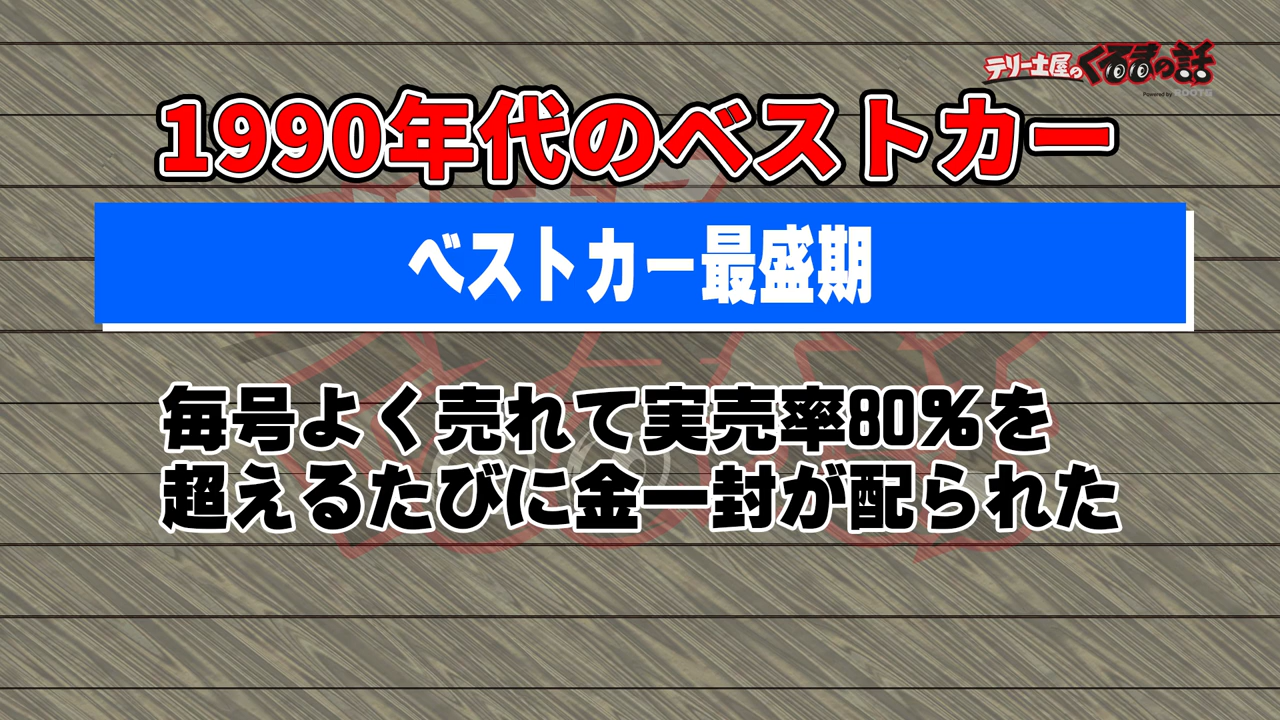 テリー土屋のくるまの話
Powered by ROOTS
1990年代のベストカー
ベストカー最盛期
毎号よく売れて実売率80%を
超えるたびに金一封が配られた